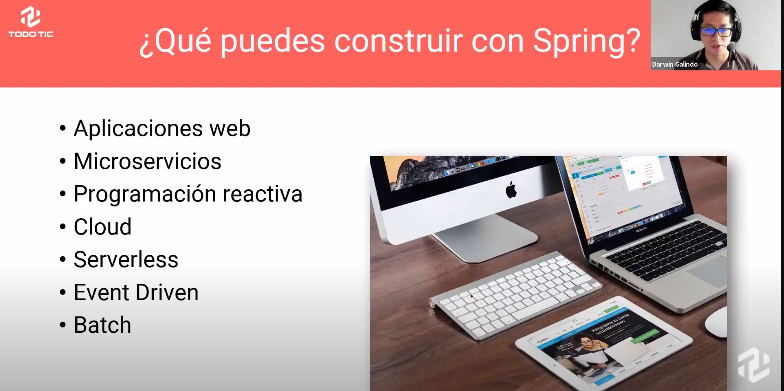 TODO TIC
¿Qué puedes construir con Spring?
Darwin Galindo
• Aplicaciones web
• Microservicios
• Programación reactiva
• Cloud
• Serverless
• Event Driven
• Batch